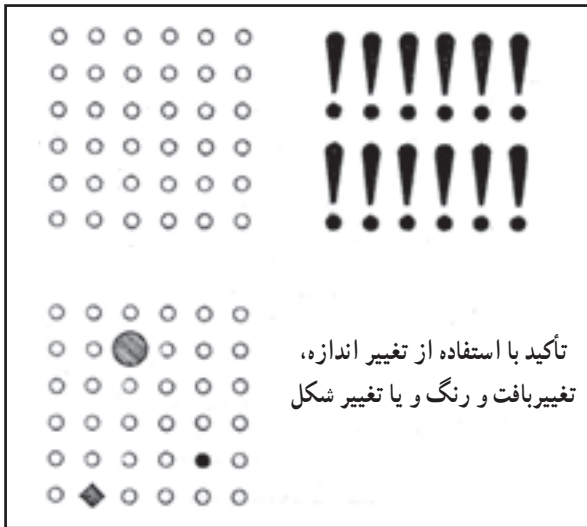 ! ! ! ! ! !
! ! ! ! ! !
تأکید با استفاده از تغییر اندازه،
تغییربافت و رنگ و یا تغییر شکل